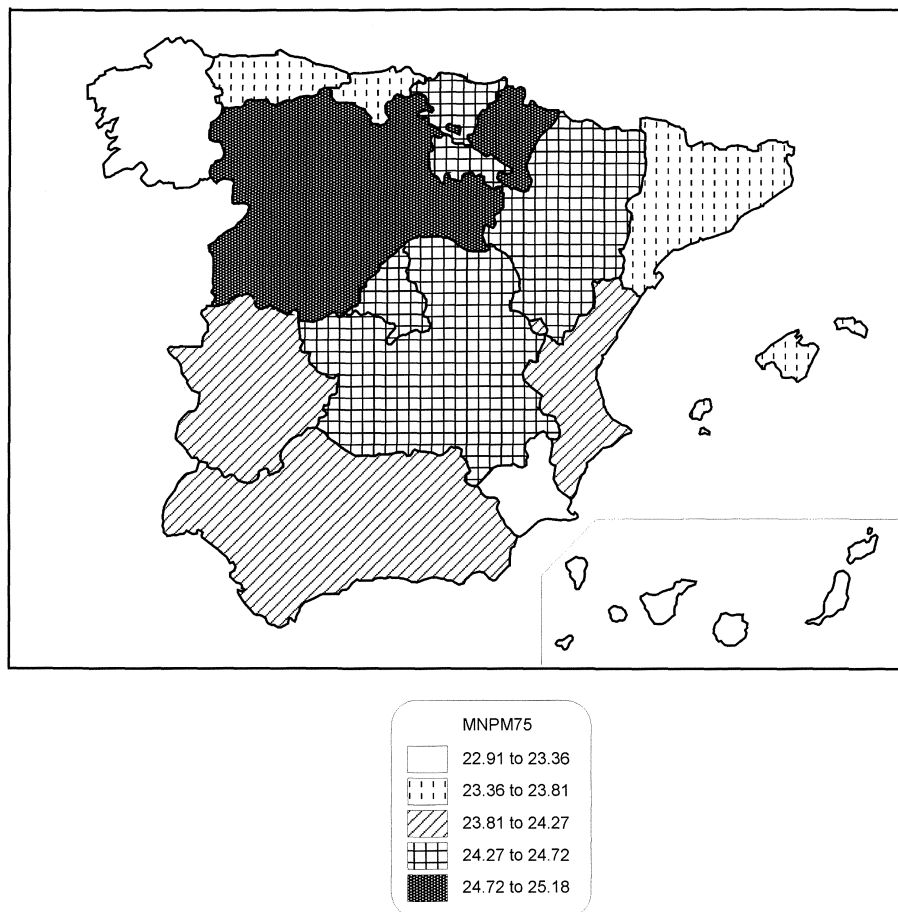 MNPM75
22.91 to 23.36
23.36 to 23.81
23.81 to 24.27
24.27 to 24.72
24.72 to 25.18